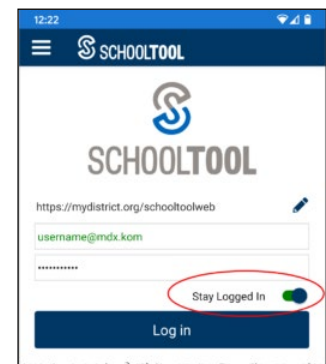 12:22
SCHOOLTOOL
SCHOOLTOOL
https://mydistrict.org/schooltoolweb
username@mdx.kom
Stay Logged In
Log in